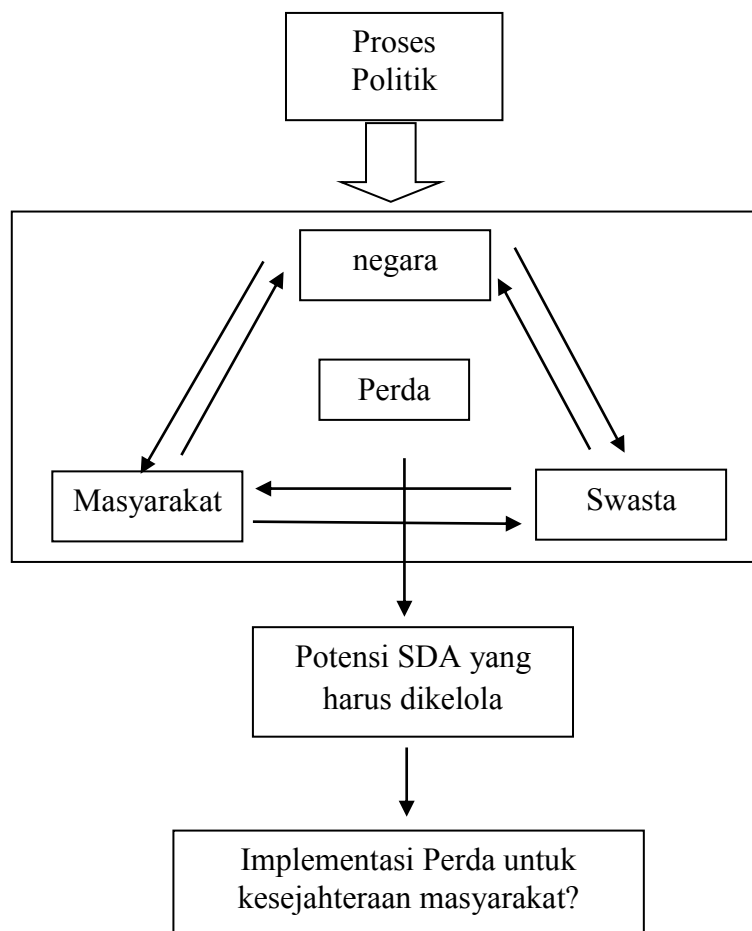 Proses
Politik
negara
Perda
Masyarakat
Swasta
Potensi SDA yang
harus dikelola
Implementasi Perda untuk
kesejahteraan masyarakat?